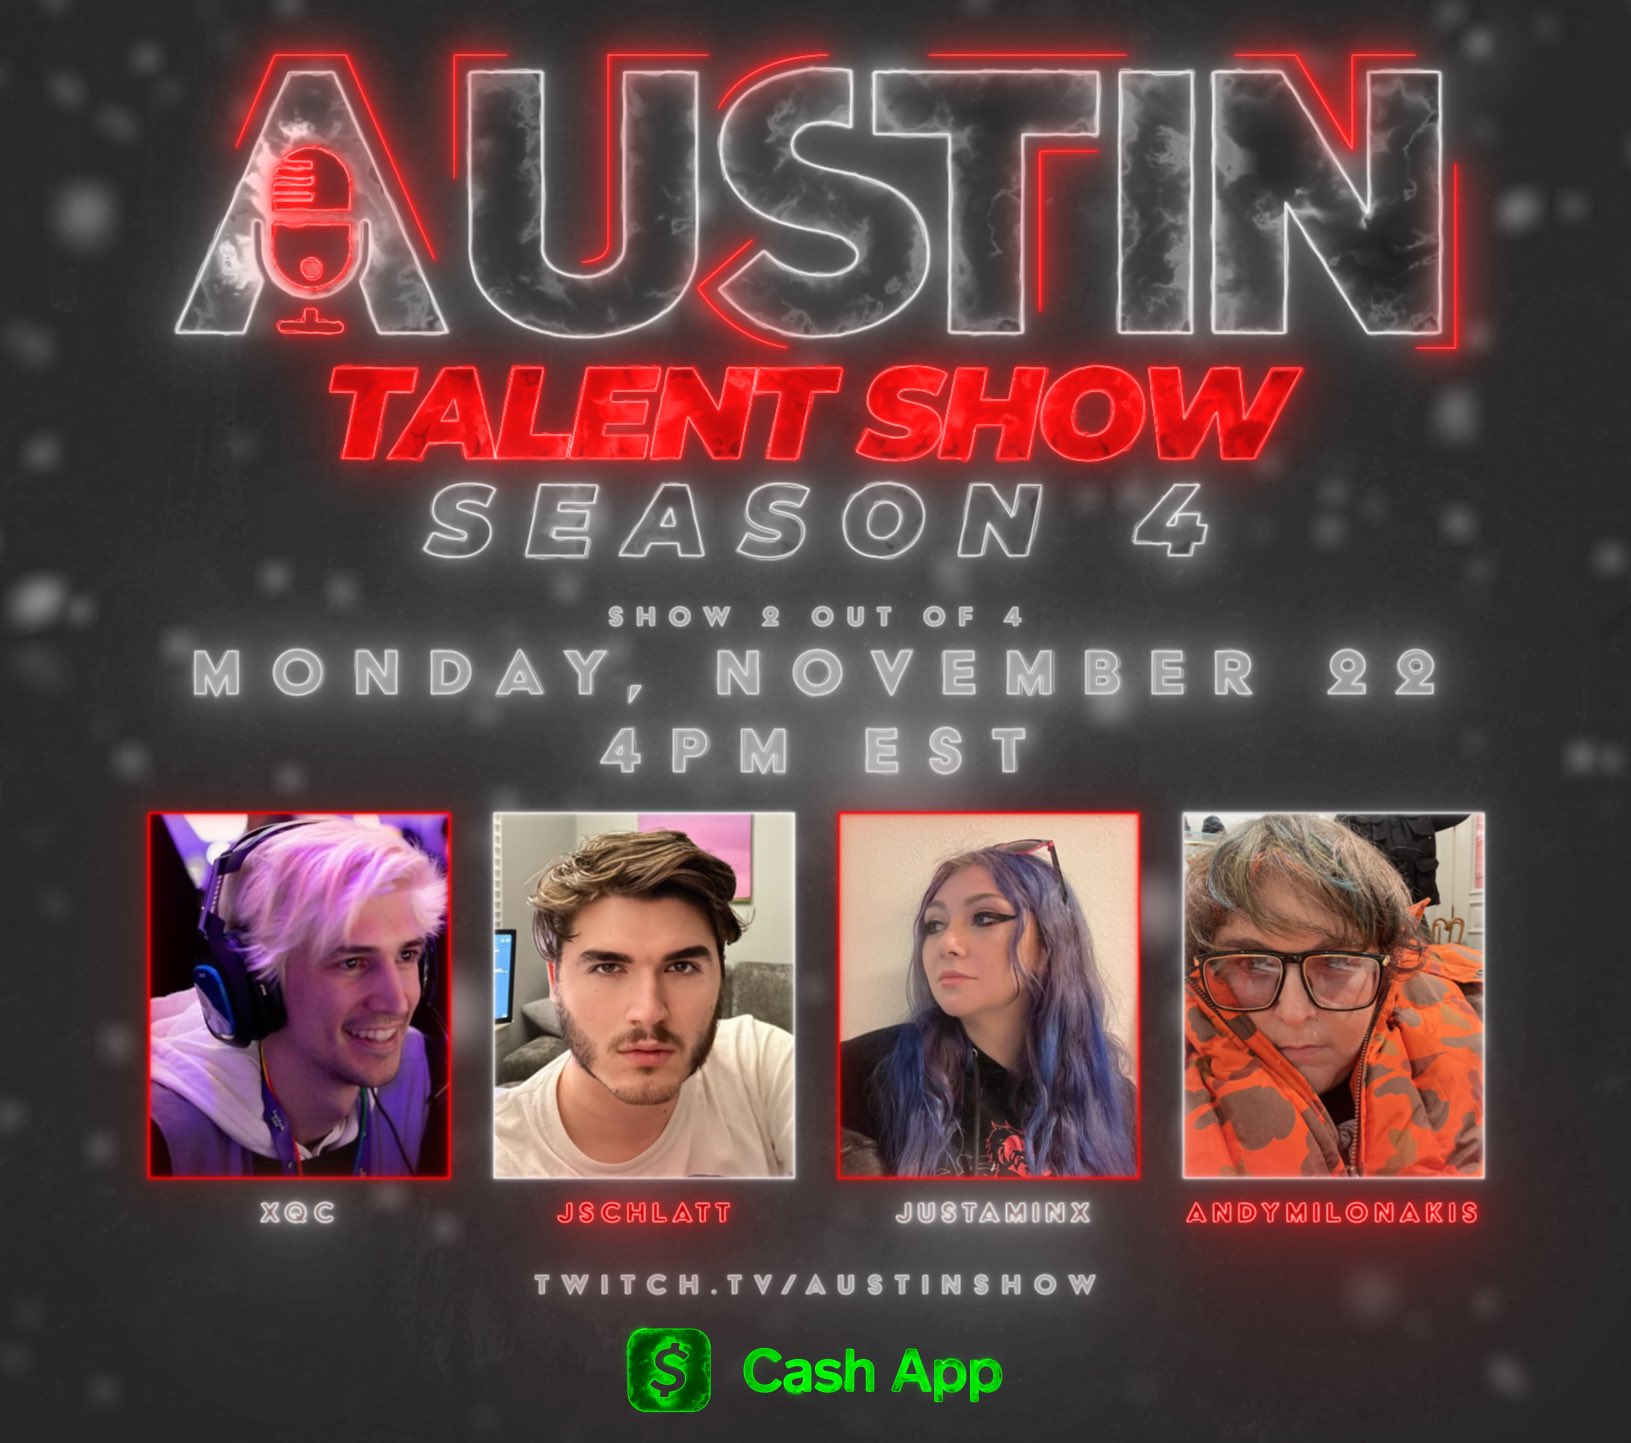 AUSTIN
TALENT SHOW
SEASON 4
SHOW 2 OUT OF 4
MONDAY, NOVEMBER 22
4PM EST
XQC JSCHLATT JUSTAMINX ANDYMILONAKIS
TWITCH.TV/AUSTINSHOW
$ Cash App